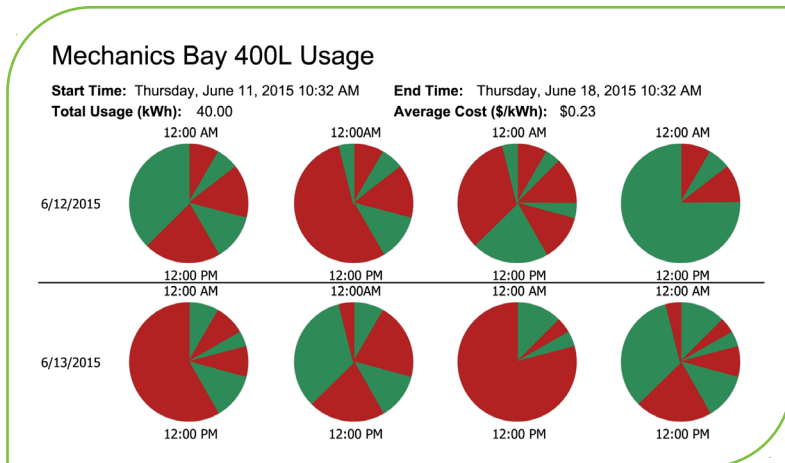 Mechanics Bay 400L Usage
Start Time: Thursday, June 11, 2015 10:32 AM End Time: Thursday, June 18, 2015 10:32 AM
Total Usage (kWh): 40.00 Average Cost ($/kWh): $0.23
12:00 AM 12:00AM 12:00 AM 12:00 AM
6/12/2015
12:00 PM 12:00 PM 12:00 PM 12:00 PM
12:00 AM 12:00AM 12:00 AM 12:00 AM
6/13/2015
12:00 PM 12:00 PM 12:00 PM 12:00 PM